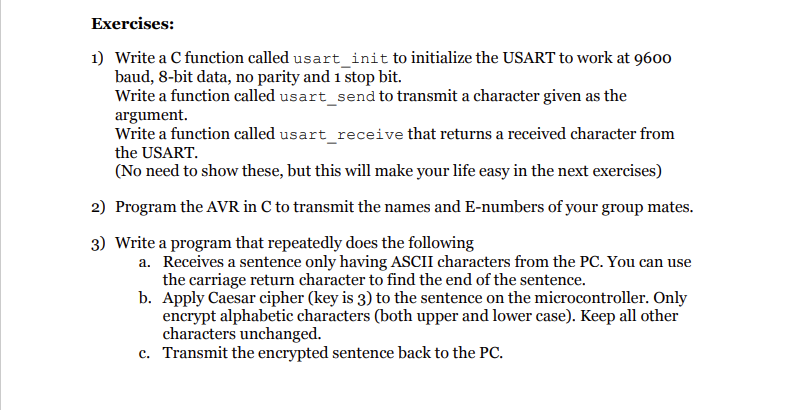 Exercises:
1) Write a C function called usart_init to initialize the USART to work at 9600
baud, 8-bit data, no parity and 1 stop bit.
Write a function called usart_send to transmit a character given as the
argument.
Write a function called usart_receive that returns a received character from
the USART.
(No need to show these, but this will make your life easy in the next exercises)
2) Program the AVR in C to transmit the names and E-numbers of your group mates.
3) Write a program that repeatedly does the following
a. Receives a sentence only having ASCII characters from the PC. You can use
the carriage return character to find the end of the sentence.
b. Apply Caesar cipher (key is 3) to the sentence on the microcontroller. Only
encrypt alphabetic characters (both upper and lower case). Keep all other
characters unchanged.
c. Transmit the encrypted sentence back to the PC.